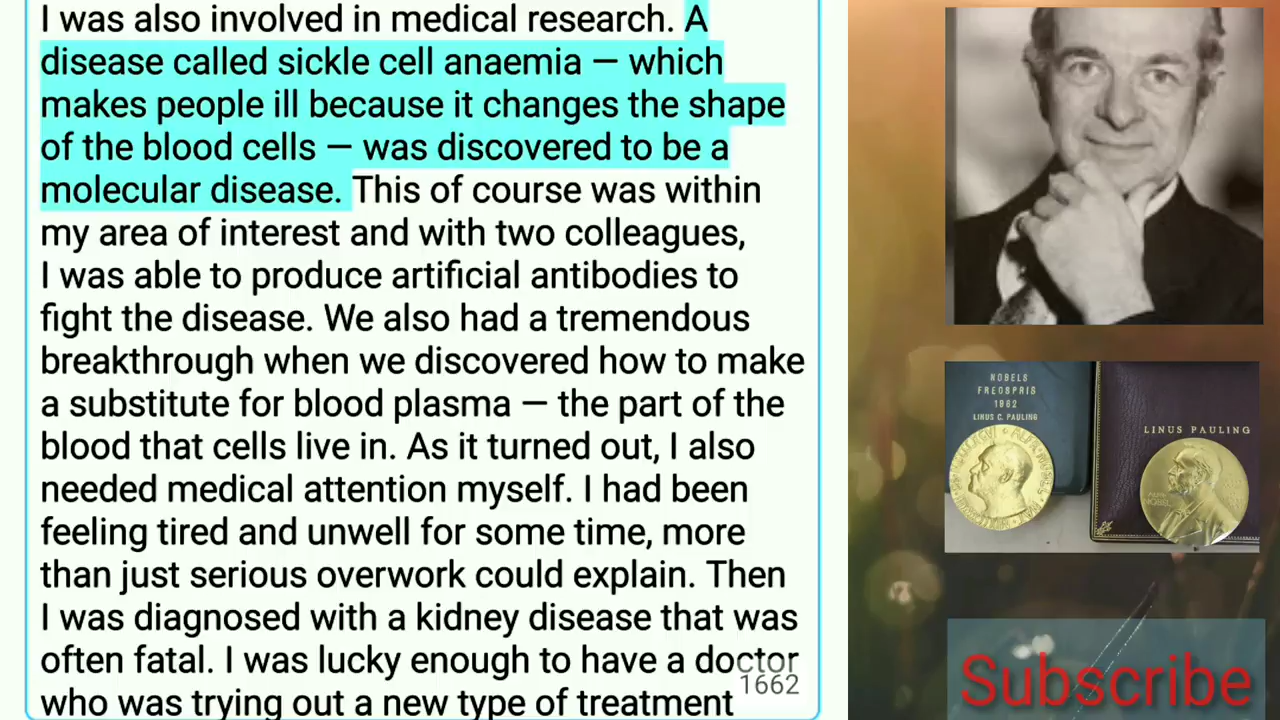 I was also involved in medical research. A
disease called sickle cell anaemia — which
makes people ill because it changes the shape
of the blood cells — was discovered to be a
molecular disease. This of course was within
my area of interest and with two colleagues,
I was able to produce artificial antibodies to
fight the disease. We also had a tremendous
breakthrough when we discovered how to make
a substitute for blood plasma — the part of the
blood that cells live in. As it turned out, I also
needed medical attention myself. I had been
feeling tired and unwell for some time, more
than just serious overwork could explain. Then
I was diagnosed with a kidney disease that was
often fatal. I was lucky enough to have a doctor
who was trying out a new type of treatment
1662
NOBELS
FREDSPRIS
1962
LINUS C. PAULING
LINUS PAULING
Subscribe